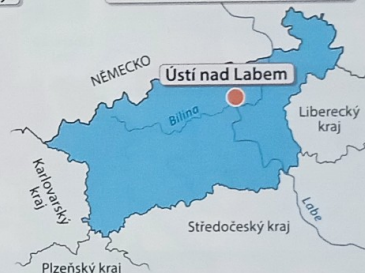 NĚMECKO
Ústí nad Labem
Bílina
Liberecký
kraj
Karlovarský
kraj
Labe
Středočeský kraj
Plzeňský kraj